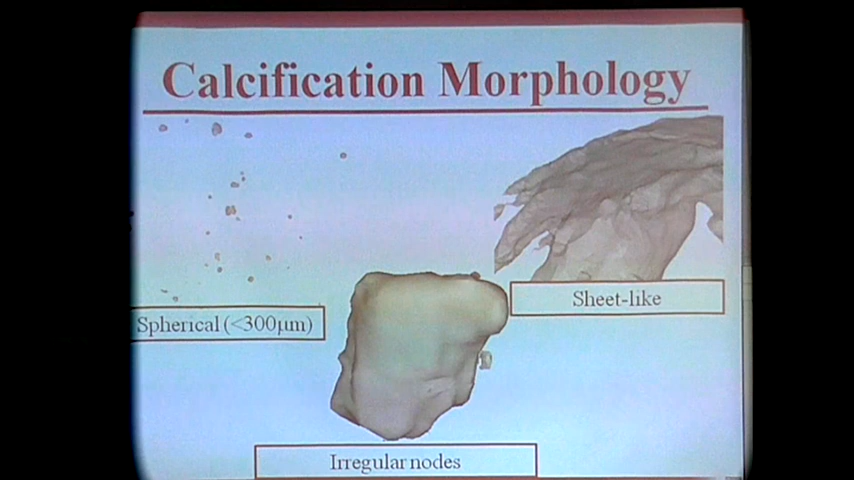 Calcification Morphology
Sheet-like
Spherical (<300µm)
Irregular nodes